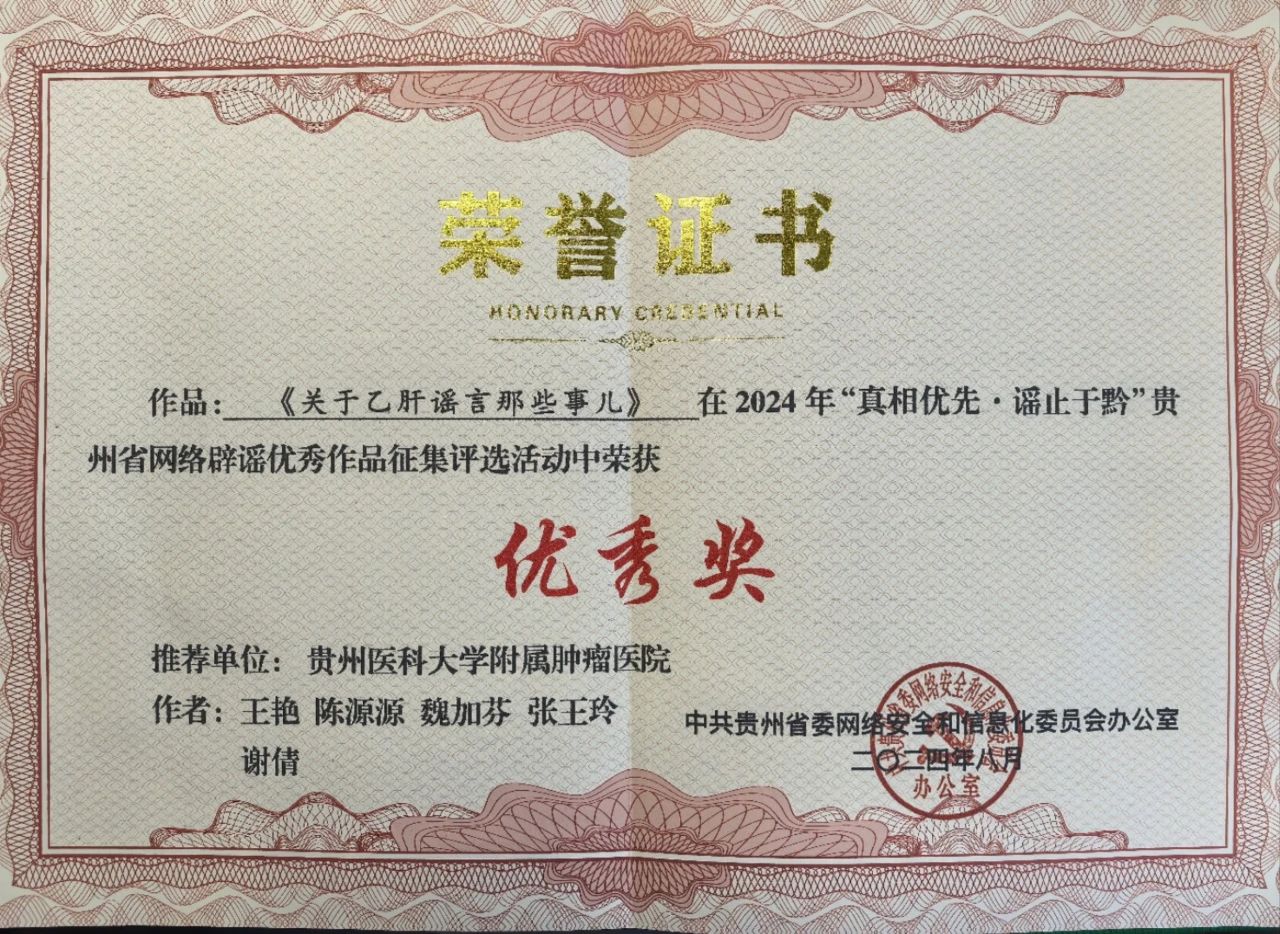 荣誉证书
HONORARY CREDENTIAL
作品：《关于乙肝谣言那些事儿》在2024年“真相优先·谣止于黔”贵
州省网络辟谣优秀作品征集评选活动中荣获
优秀奖
推荐单位：贵州医科大学附属肿瘤医院
作者：王艳 陈源源 魏加芬 张王玲
谢倩
中共贵州省委网络安全和信息化委员会办公室
二〇二四年八月
办公室